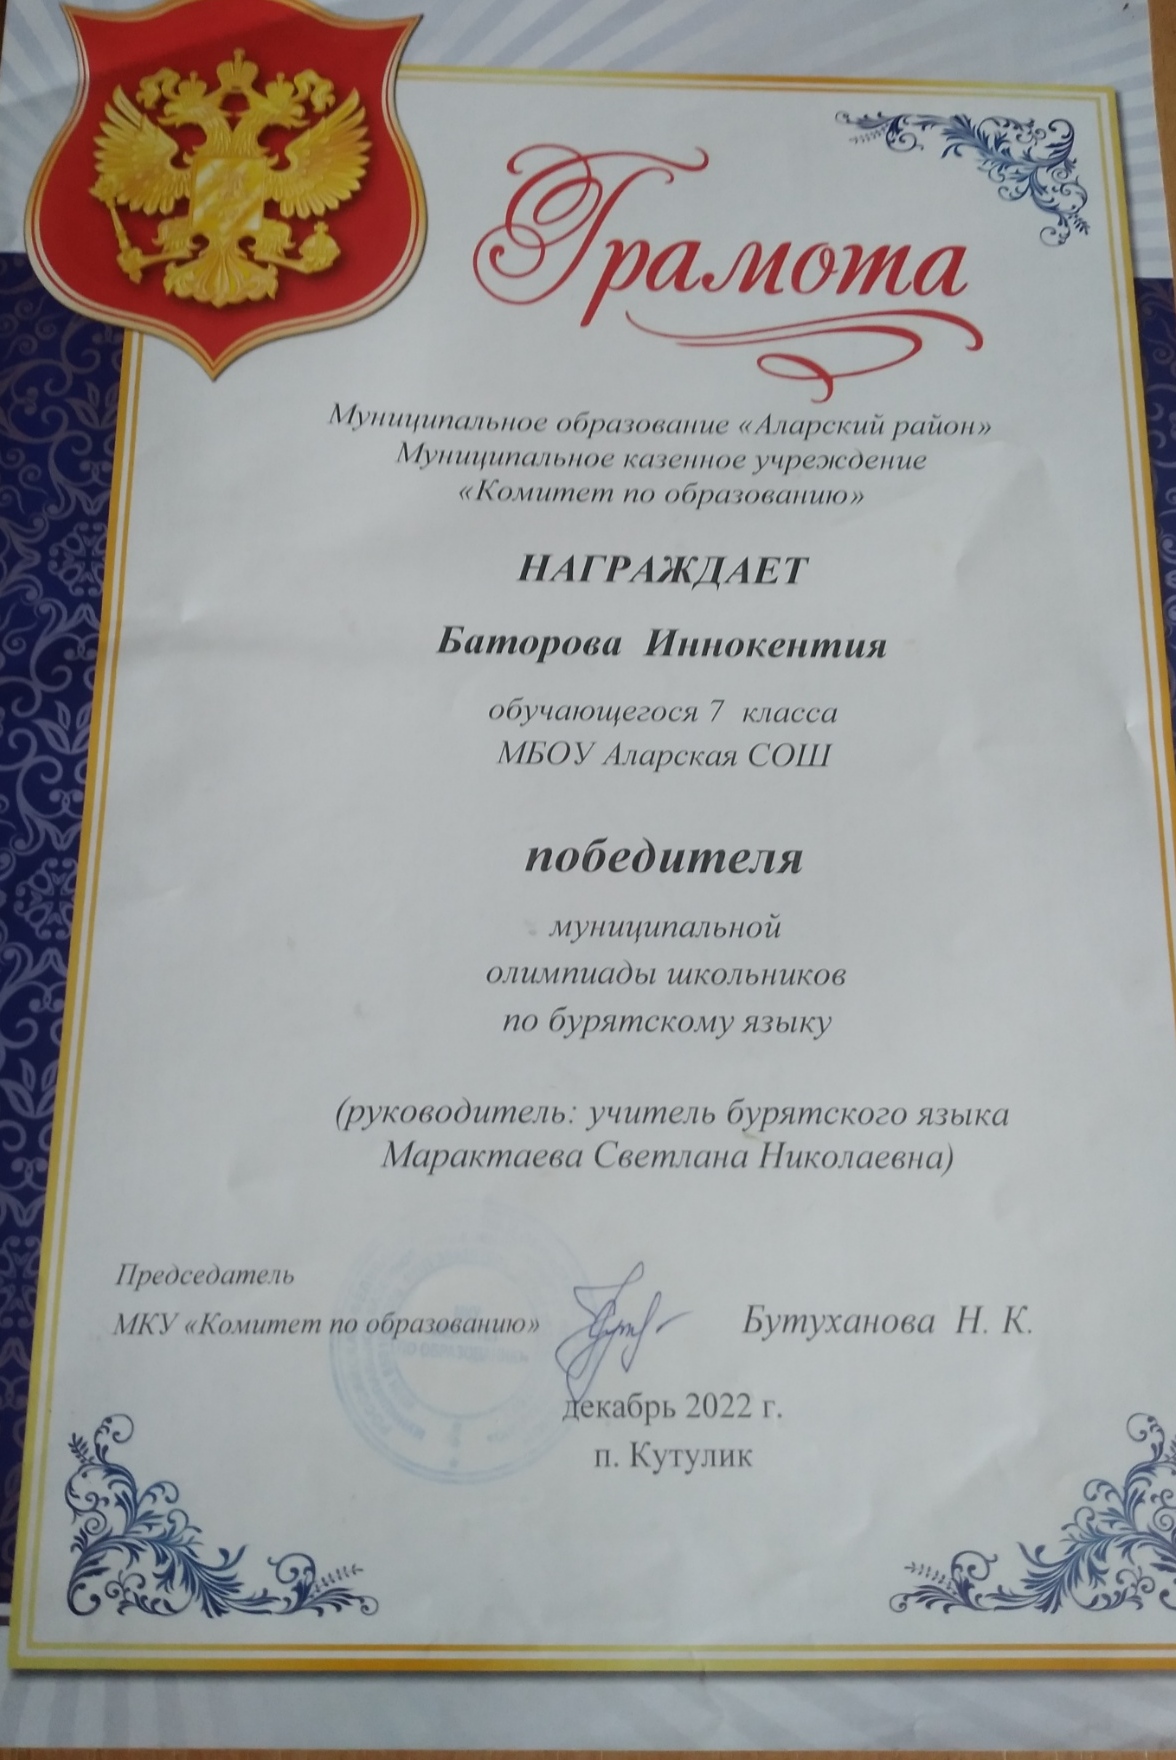 Грамота
Муниципальное образование «Аларский район»
Муниципальное казенное учреждение
«Комитет по образованию»
НАГРАЖДАЕТ
Баторова Иннокентия
обучающегося 7 класса
МБОУ Аларская СОШ
победителя
муниципальной
олимпиады школьников
по бурятскому языку
(руководитель: учитель бурятского языка
Марактаева Светлана Николаевна)
Председатель
МКУ «Комитет по образованию» Бутуханова Н. К.
декабрь 2022 г.
п. Кутулик